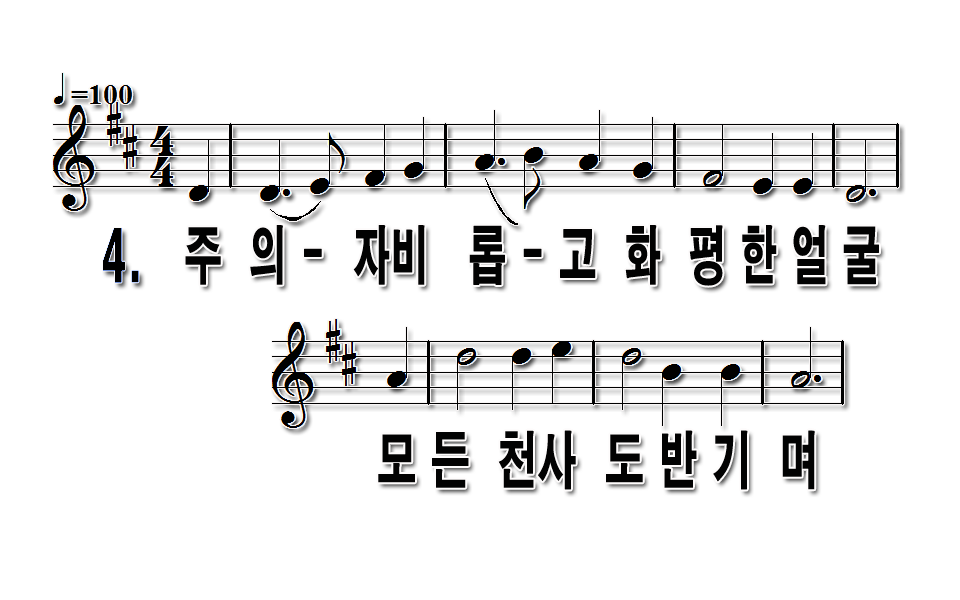 ♩=100
4. 주 의 - 자비 롭 - 고 화 평 한 얼 굴
모 든 천사 도 반 기 며